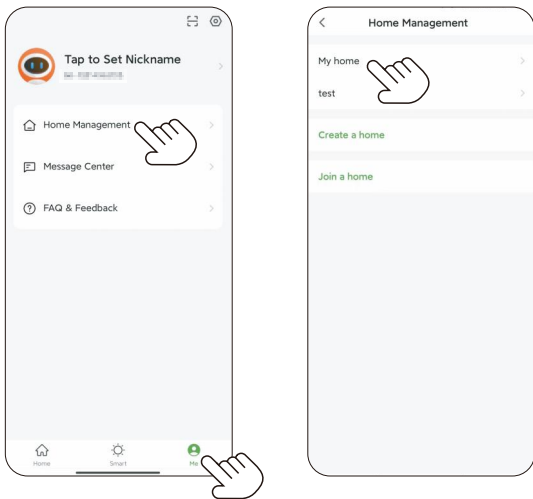 Tap to Set Nickname
Home Management
Message Center
FAQ & Feedback
Home
Smart
Me
Home Management
My home
test
Create a home
Join a home